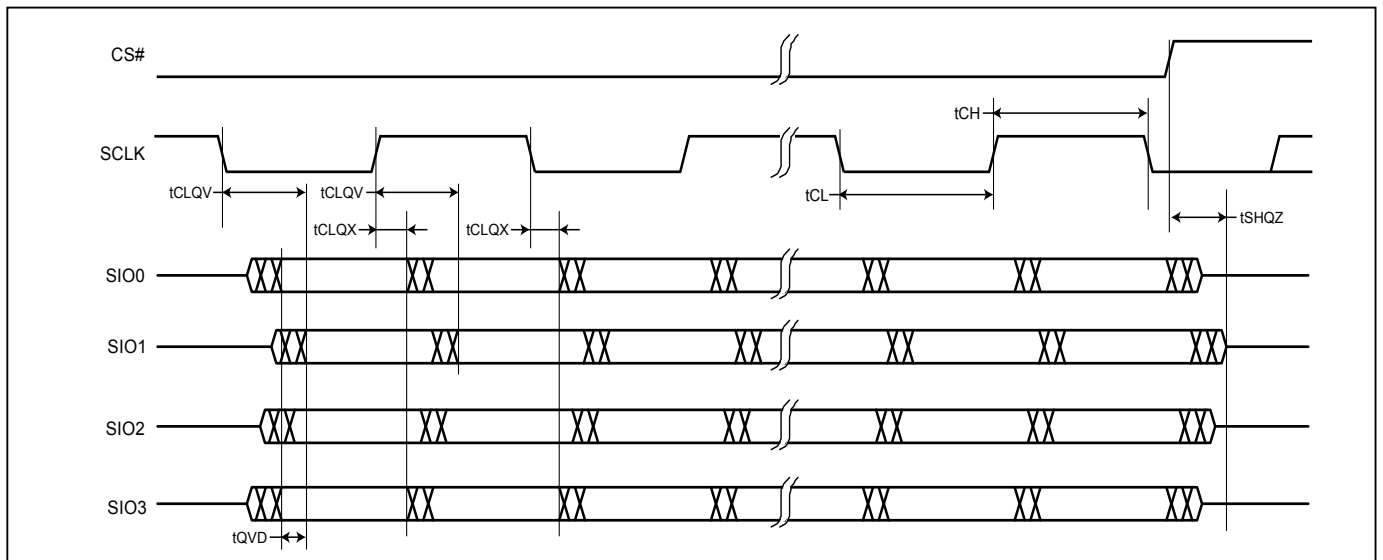 CS#
tCH
SCLK
tCLQV
tCLQV
tCL
tSHQZ
tCLQX
tCLQX
SIO0
SIO1
SIO2
SIO3
tQVD